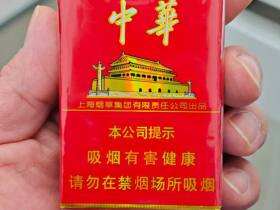 中華
上海烟草集团有限责任公司出品
本公司提示
吸烟有害健康
请勿在禁烟场所吸烟